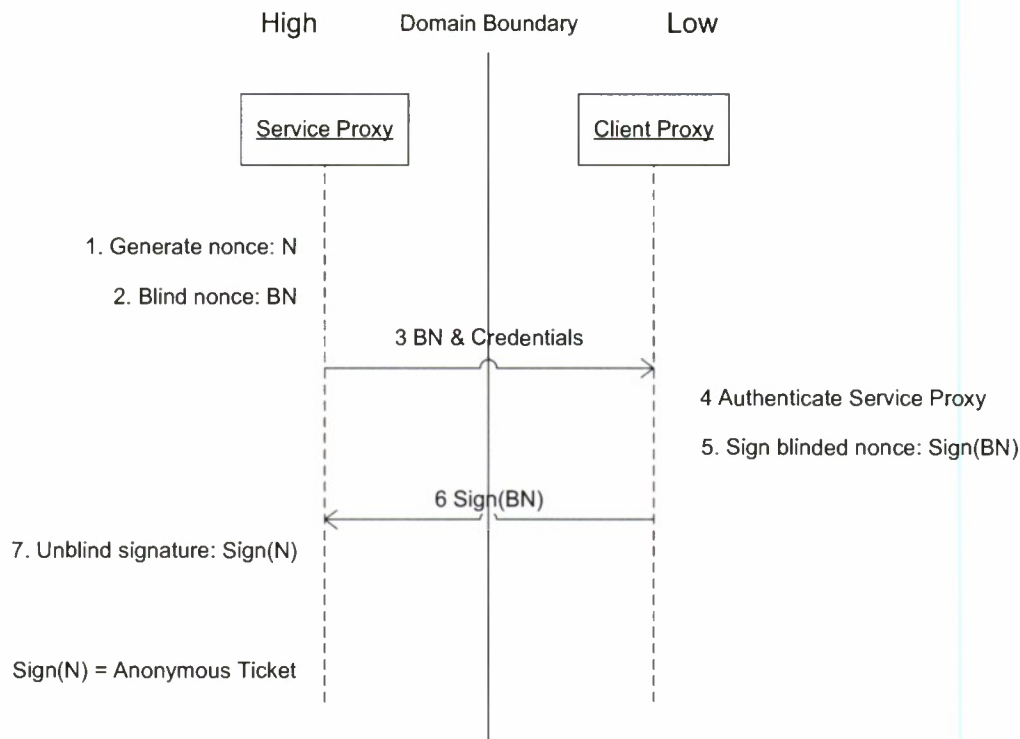 High
Domain Boundary
Low
Service Proxy
Client Proxy
1. Generate nonce: N
2. Blind nonce: BN
3 BN & Credentials
4 Authenticate Service Proxy
5. Sign blinded nonce: Sign(BN)
6 Sign(BN)
7. Unblind signature: Sign(N)
Sign(N) = Anonymous Ticket